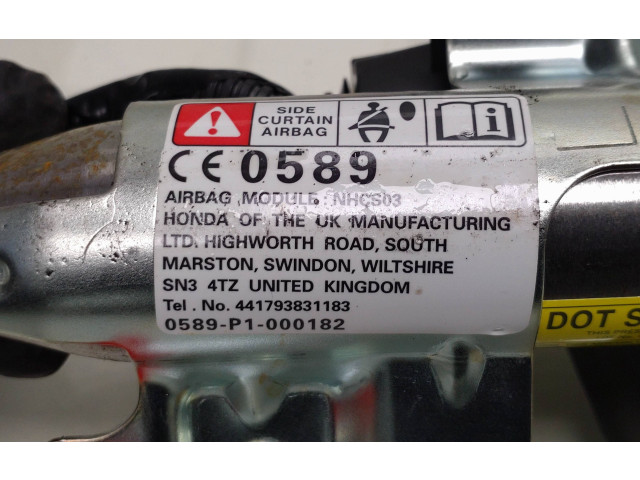 SIDE
CURTAIN
AIRBAG
CE 0589
AIRBAG MODULE: NHCS03
HONDA OF THE UK MANUFACTURING
LTD. HIGHWORTH ROAD, SOUTH
MARSTON, SWINDON, WILTSHIRE
SN3 4TZ UNITED KINGDOM
Tel. No. 441793831183
0589-P1-000182
DOT S